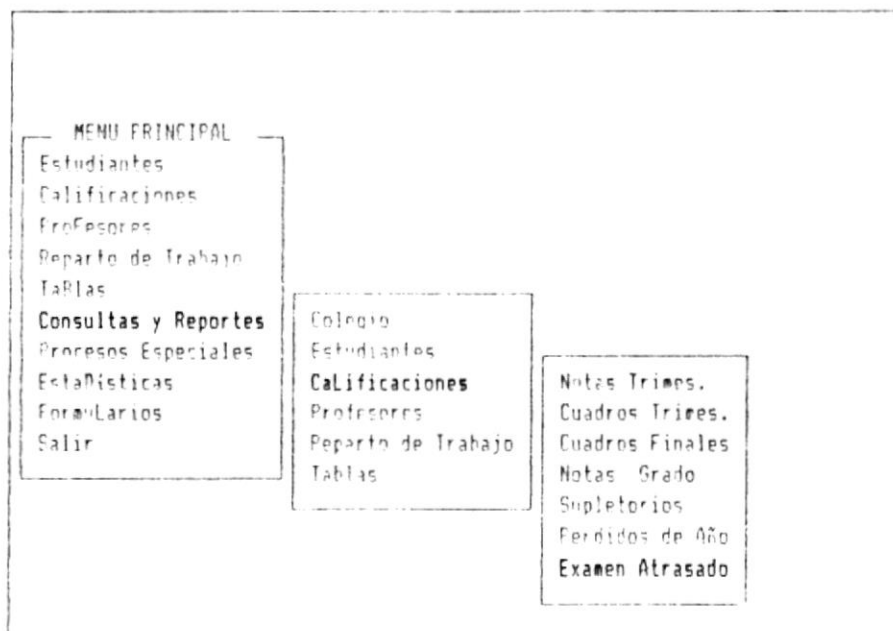 MENU PRINCIPAL
Estudiantes
Calificaciones
ProFesores
Reparto de Trabajo
TaBlas
Consultas y Reportes
Procesos Especiales
EstaDísticas
FormuLarios
Salir
Colegio
Estudiantes
CaLificaciones
Profesores
Reparto de Trabajo
Tablas
Notas Trimes.
Cuadros Trimes.
Cuadros Finales
Notas Grado
Supletorios
Perdidos de Año
Examen Atrasado